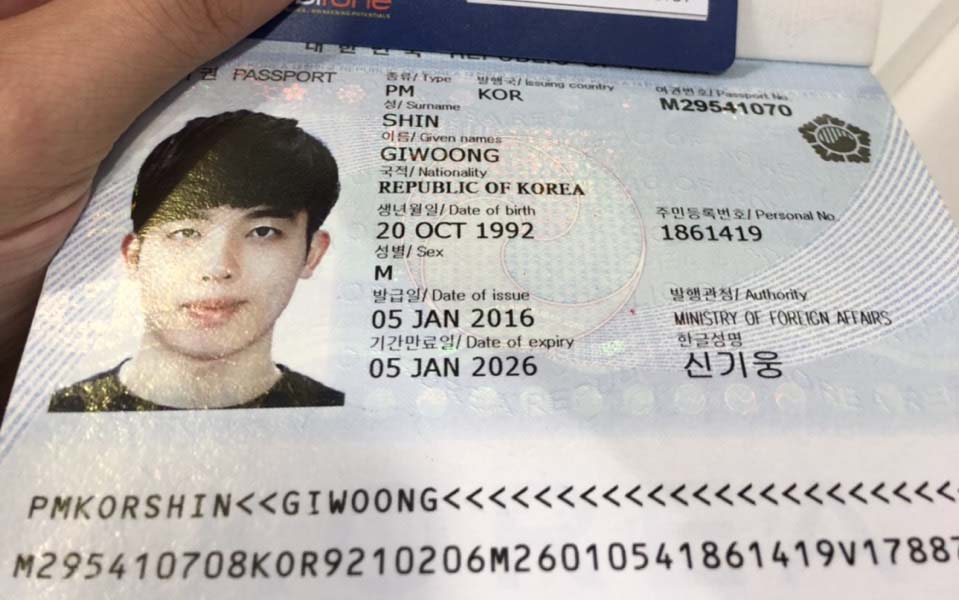 AWAKENING POTENTIALS
대한민국 REPUBLIC OF
권 PASSPORT
종류/ Type 발행국/ Issuing country 여권번호/ Passport No.
PM KOR M29541070
성/ Surname
SHIN
이름/ Given names
GIWOONG
국적/ Nationality
REPUBLIC OF KOREA
생년월일/ Date of birth 주민등록번호/ Personal No.
20 OCT 1992 1861419
성별/ Sex
M
발급일/ Date of issue 발행관청/ Authority
05 JAN 2016 MINISTRY OF FOREIGN AFFAIRS
기간만료일/ Date of expiry 한글성명
05 JAN 2026 신기웅
PMKORSHIN<<GIWOONG<<<<<<<<<<<<<<<<<<<<<<<
M295410708KOR9210206M26010541861419V17887